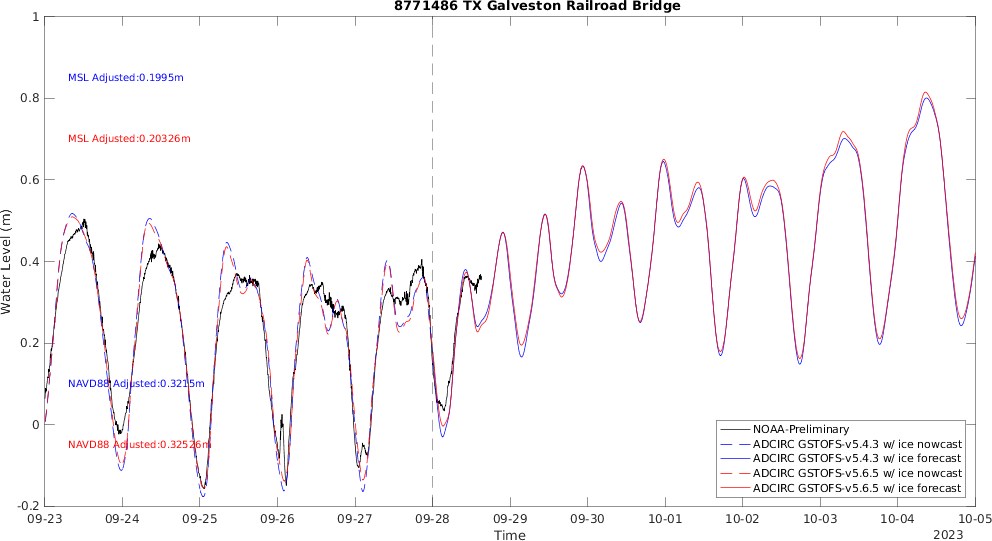 8771486 TX Galveston Railroad Bridge
1
0.8
0.6
0.4
0.2
0
-0.2
Water Level (m)
MSL Adjusted:0.1995m
MSL Adjusted:0.20326m
NAVD88 Adjusted:0.3215m
NAVD88 Adjusted:0.32526m
NOAA-Preliminary
ADCIRC GSTOFS-v5.4.3 w/ ice nowcast
ADCIRC GSTOFS-v5.4.3 w/ ice forecast
ADCIRC GSTOFS-v5.6.5 w/ ice nowcast
ADCIRC GSTOFS-v5.6.5 w/ ice forecast
09-23 09-24 09-25 09-26 09-27 09-28 09-29 09-30 10-01 10-02 10-03 10-04 10-05
Time
2023